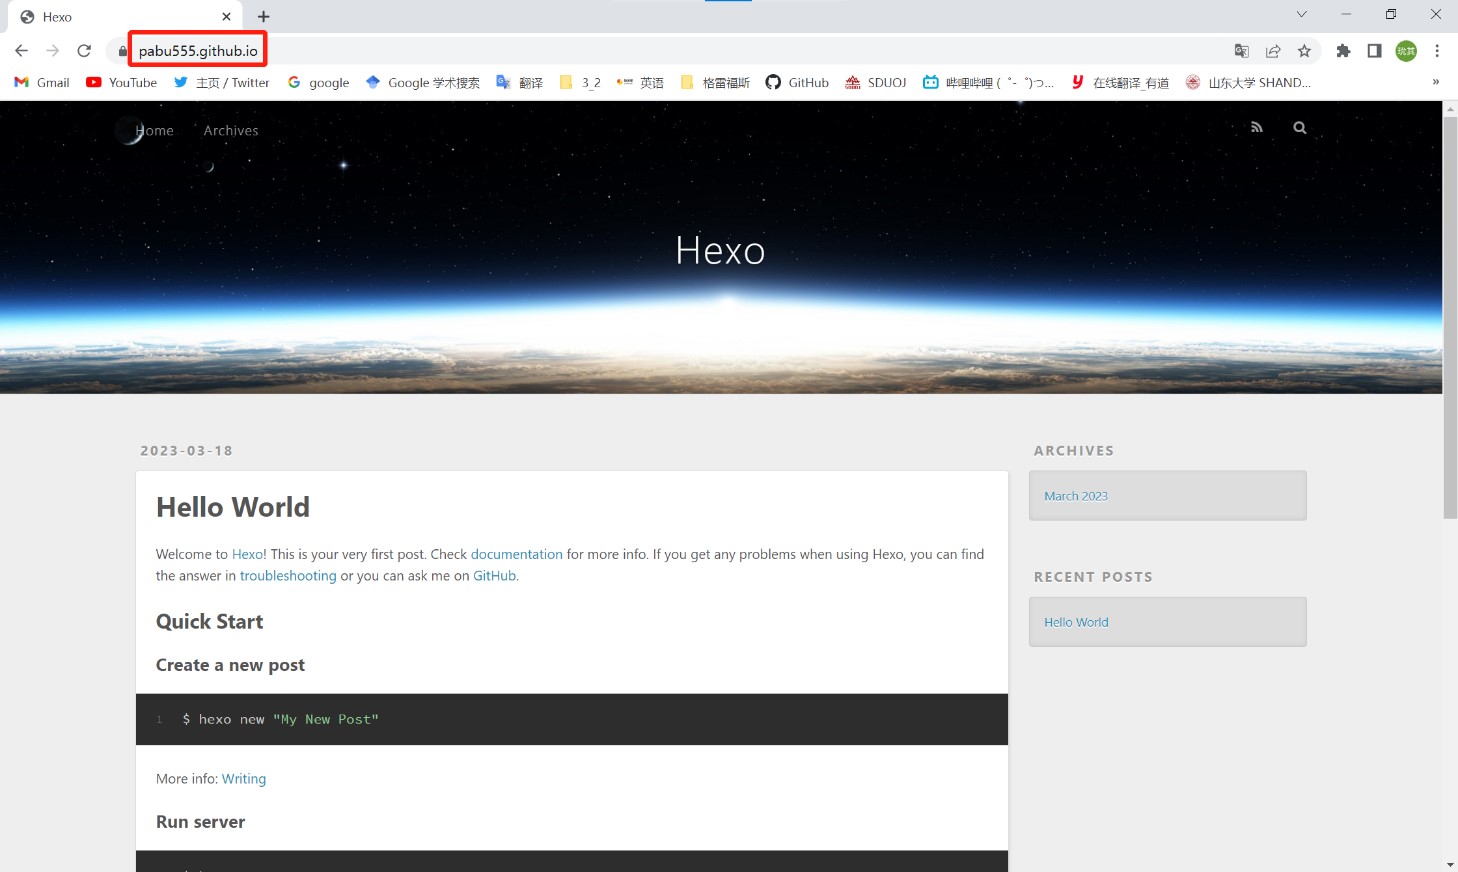 Hexo
pabu555.github.io
Gmail YouTube 主页 / Twitter google Google 学术搜索 翻译 3_2 英语 格雷福斯 GitHub SDUOJ 哔哩哔哩 (゜-゜)つ... 在线翻译_有道 山东大学 SHAND... »
Home Archives
Hexo
2023-03-18
Hello World
Welcome to Hexo! This is your very first post. Check documentation for more info. If you get any problems when using Hexo, you can find
the answer in troubleshooting or you can ask me on GitHub.
Quick Start
Create a new post
1 $ hexo new "My New Post"
More info: Writing
Run server
ARCHIVES
March 2023
RECENT POSTS
Hello World